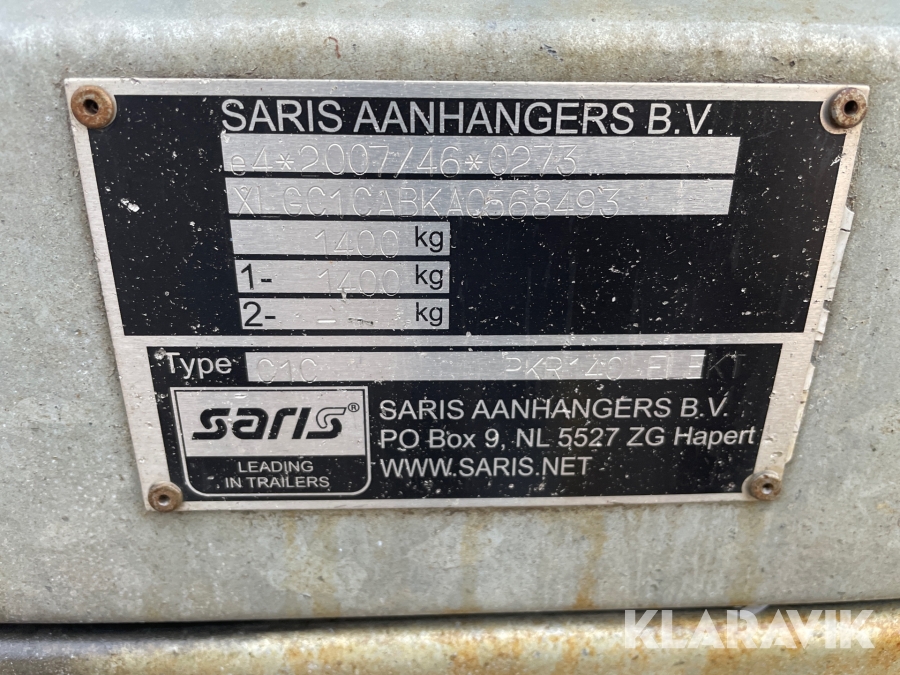 SARIS AANHANGERS B.V.
e4*2007/46*0273
XLGC1CABKA0568493
1400 kg
1- 1400 kg
2- - kg
Type C1C PKR140 ELEKT
saris®
LEADING
IN TRAILERS
SARIS AANHANGERS B.V.
PO Box 9, NL 5527 ZG Hapert
WWW.SARIS.NET
KLARAVIK